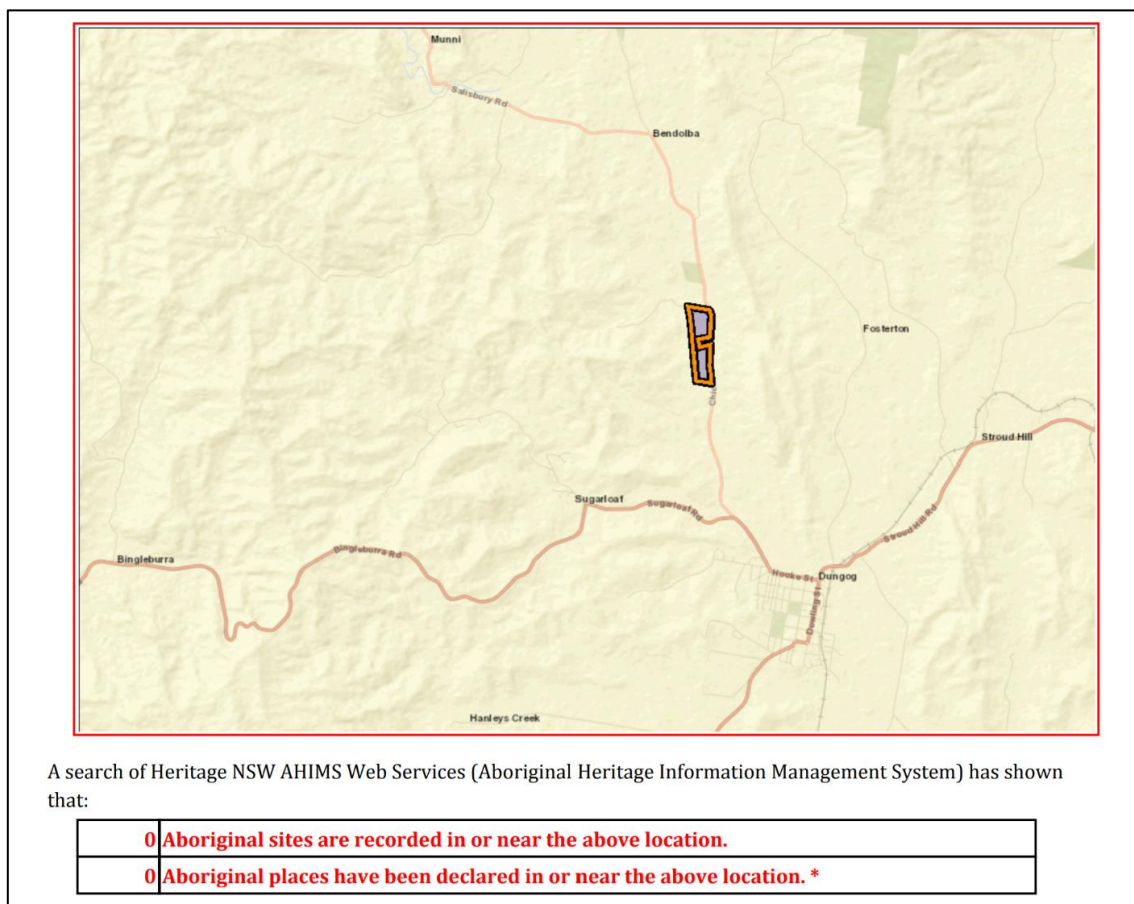 Munni
Salisbury Rd
Bendolba
Fosterton
Stroud Hill
Sugarloaf
Sugarloaf Rd
Stroud Hill Rd
Bingleburra
Bingleburra Rd
Hooke St
Dungog
Dowling St
Hanleys Creek
A search of Heritage NSW AHIMS Web Services (Aboriginal Heritage Information Management System) has shown
that:
0 Aboriginal sites are recorded in or near the above location.
0 Aboriginal places have been declared in or near the above location. *